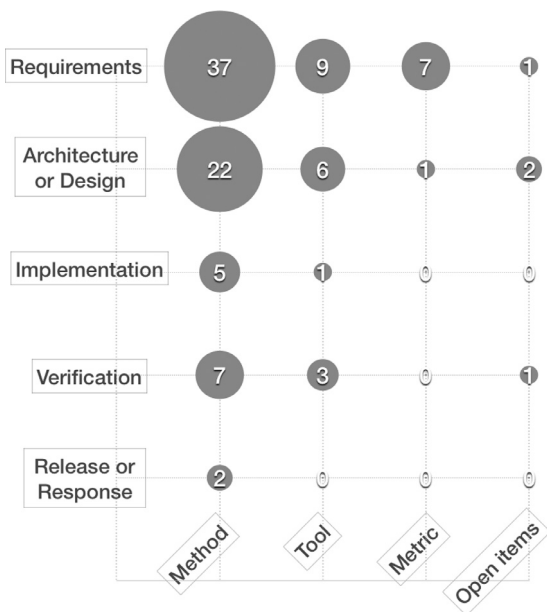 Requirements
37
9
7
1
Architecture
or Design
22
6
1
2
Implementation
5
1
0
0
Verification
7
3
0
1
Release or
Response
2
0
0
0
Method
Tool
Metric
Open items